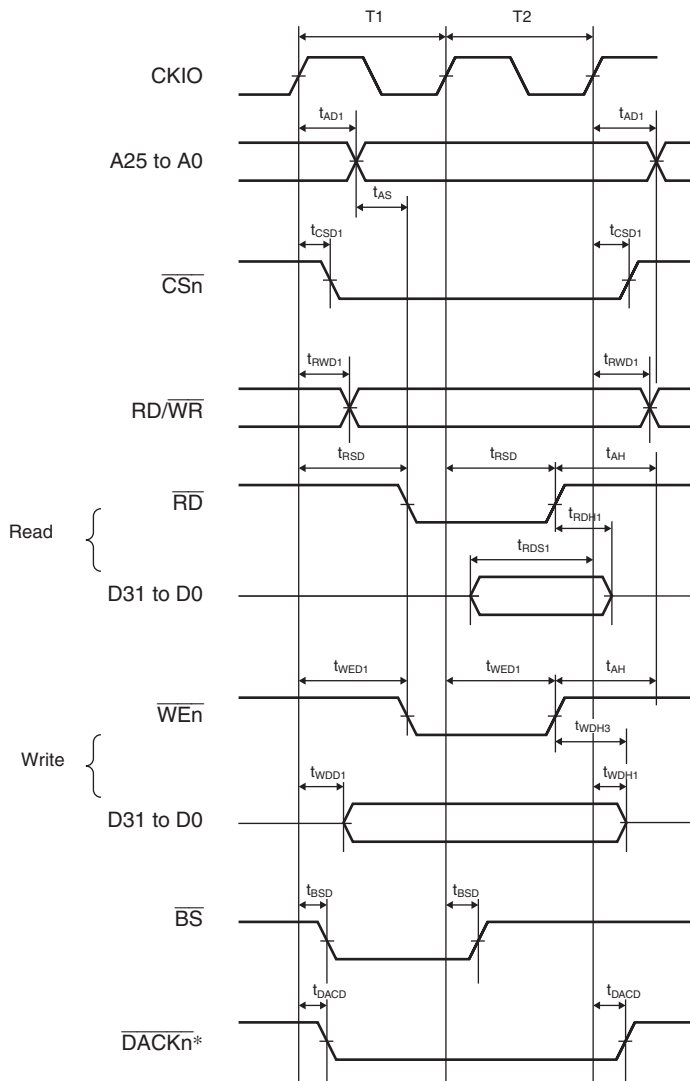 T1 T2
CKIO
tAD1 tAD1
A25 to A0
tAS
tCSD1 tCSD1
CSn
tRWD1 tRWD1
RD/WR
tRSD tRSD tAH
RD
tRDH1
Read
tRDS1
D31 to D0
tWED1 tWED1 tAH
WEn
tWDH3
Write
tWDD1 tWDH1
D31 to D0
tBSD tBSD
BS
tDACD tDACD
DACKn*